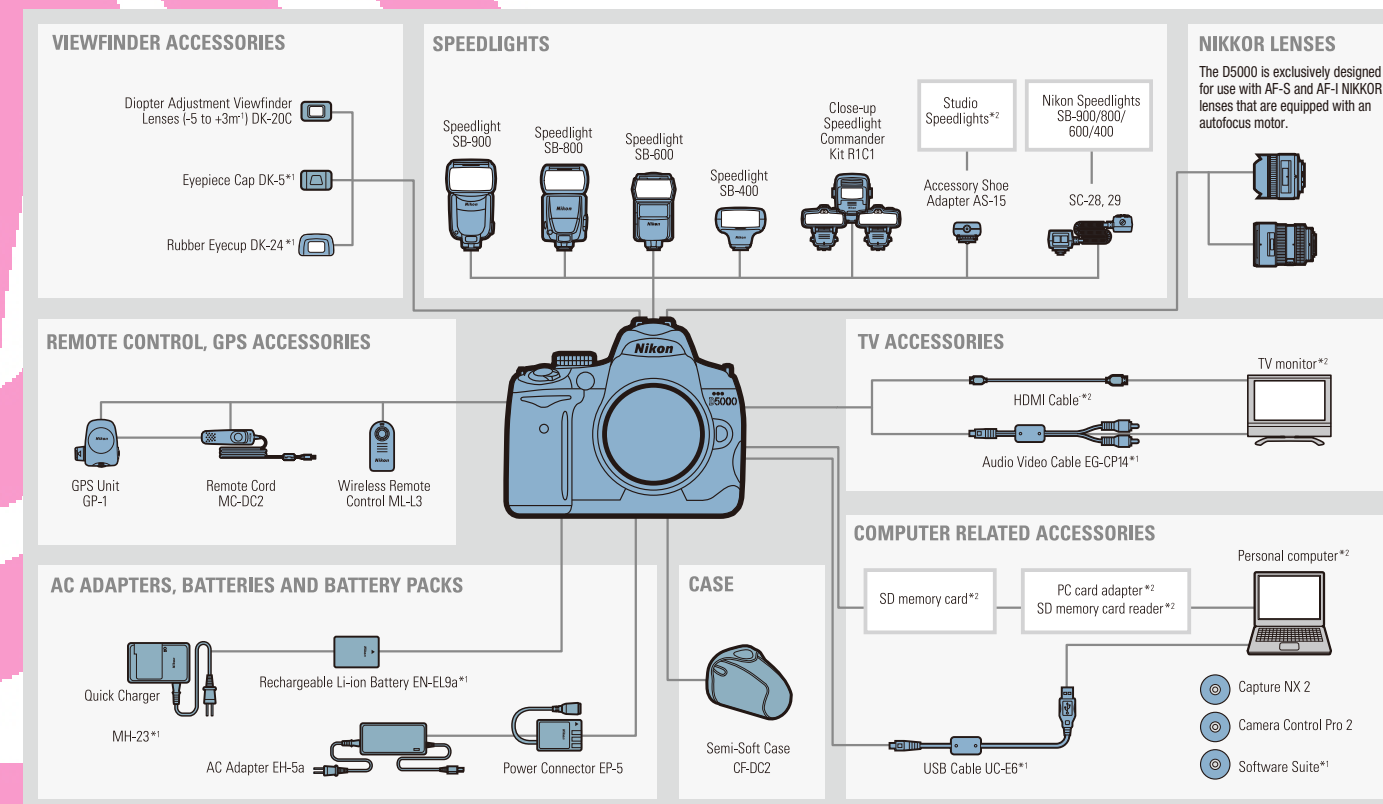 VIEWFINDER ACCESSORIES
Diopter Adjustment Viewfinder
Lenses (-5 to +3m⁻¹) DK-20C
Eyepiece Cap DK-5*1
Rubber Eyecup DK-24*1
SPEEDLIGHTS
Speedlight
SB-900
Speedlight
SB-800
Speedlight
SB-600
Speedlight
SB-400
Close-up
Speedlight
Commander
Kit R1C1
Studio
Speedlights*2
Accessory Shoe
Adapter AS-15
Nikon Speedlights
SB-900/800/
600/400
SC-28, 29
NIKKOR LENSES
The D5000 is exclusively designed
for use with AF-S and AF-I NIKKOR
lenses that are equipped with an
autofocus motor.
REMOTE CONTROL, GPS ACCESSORIES
GPS Unit
GP-1
Remote Cord
MC-DC2
Wireless Remote
Control ML-L3
Nikon
D5000
TV ACCESSORIES
HDMI Cable*2
Audio Video Cable EG-CP14*1
TV monitor*2
AC ADAPTERS, BATTERIES AND BATTERY PACKS
Quick Charger
MH-23*1
Rechargeable Li-ion Battery EN-EL9a*1
AC Adapter EH-5a
Power Connector EP-5
CASE
Semi-Soft Case
CF-DC2
COMPUTER RELATED ACCESSORIES
SD memory card*2
PC card adapter*2
SD memory card reader*2
Personal computer*2
USB Cable UC-E6*1
Capture NX 2
Camera Control Pro 2
Software Suite*1